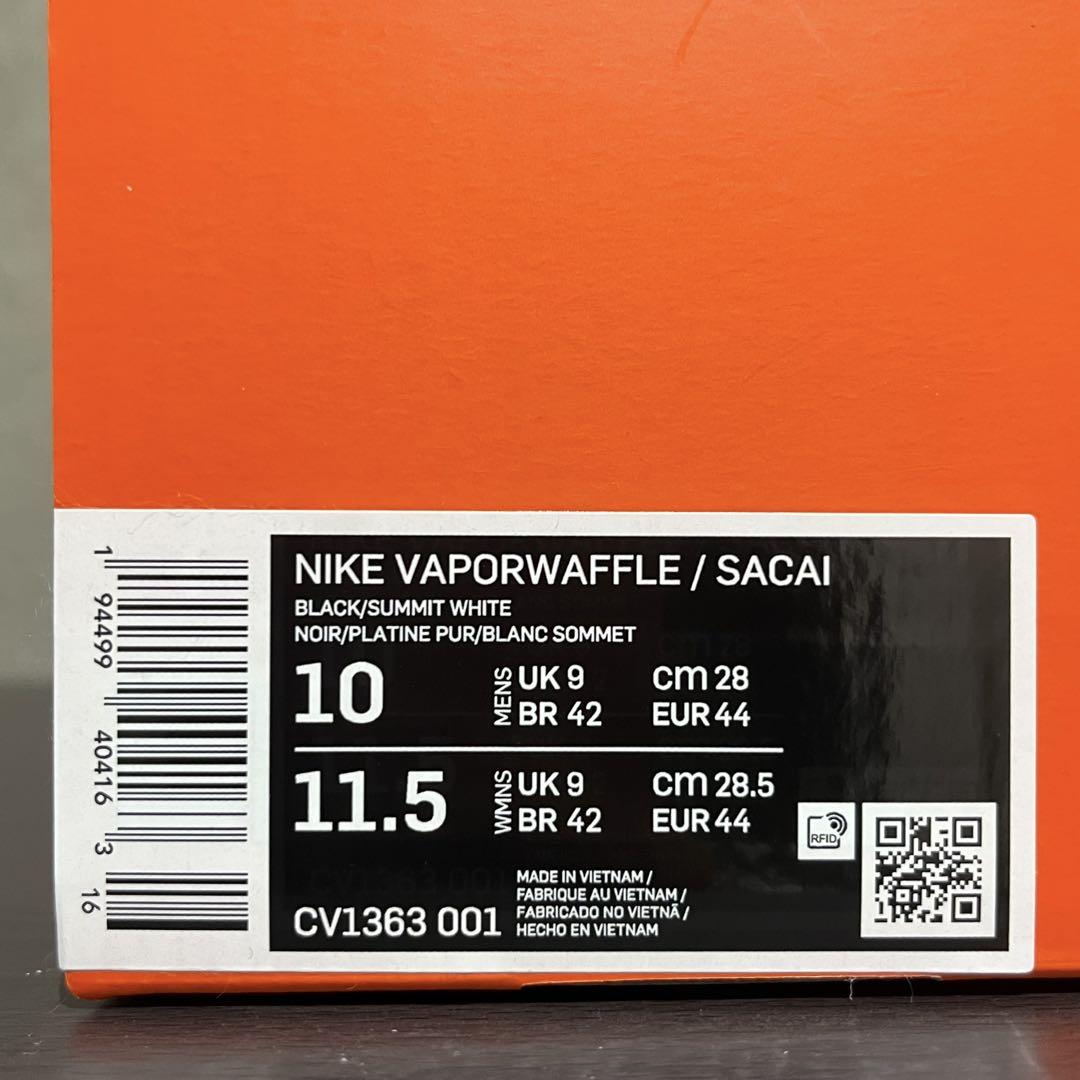 NIKE VAPORWAFFLE / SACAI
BLACK/SUMMIT WHITE
NOIR/PLATINE PUR/BLANC SOMMET
10 MENS UK 9 cm 28
BR 42 EUR 44
11.5 WMNS UK 9 cm 28.5
BR 42 EUR 44
CV1363 001
MADE IN VIETNAM /
FABRIQUE AU VIETNAM /
FABRICADO NO VIETNÃ /
HECHO EN VIETNAM
RFID
1 94499 40416 3 16